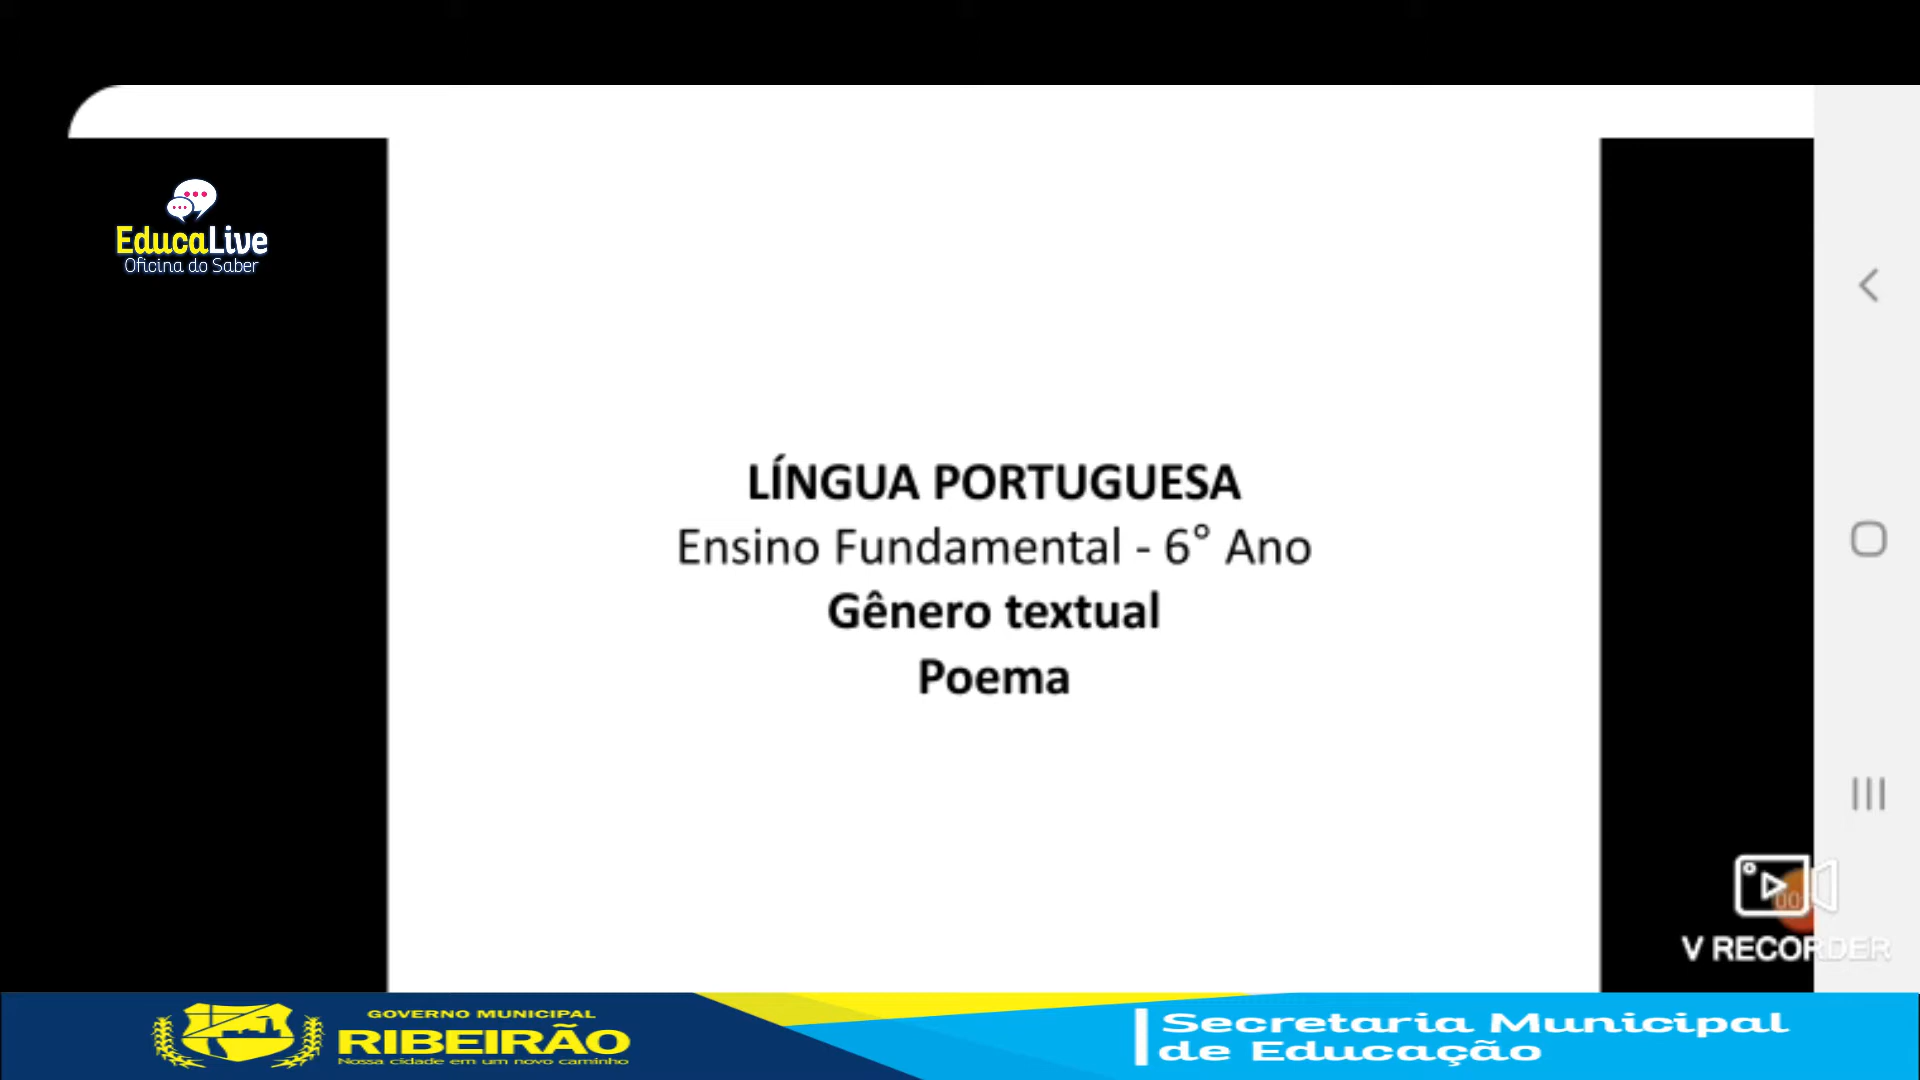 EducaLive
Oficina do Saber
LÍNGUA PORTUGUESA
Ensino Fundamental - 6° Ano
Gênero textual
Poema
00
V RECORDER
GOVERNO MUNICIPAL
RIBEIRÃO
Nossa cidade em um novo caminho
Secretaria Municipal
de Educação